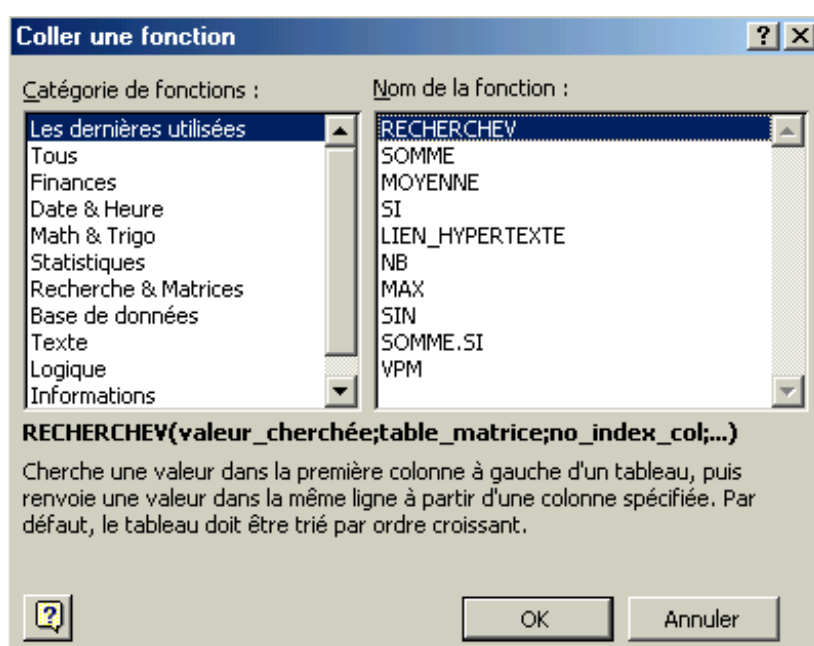 Coller une fonction
Catégorie de fonctions :
Les dernières utilisées
Tous
Finances
Date & Heure
Math & Trigo
Statistiques
Recherche & Matrices
Base de données
Texte
Logique
Informations
Nom de la fonction :
RECHERCHEV
SOMME
MOYENNE
SI
LIEN_HYPERTEXTE
NB
MAX
SIN
SOMME.SI
VPM
RECHERCHEV(valeur_cherchée;table_matrice;no_index_col;...)
Cherche une valeur dans la première colonne à gauche d'un tableau, puis
renvoie une valeur dans la même ligne à partir d'une colonne spécifiée. Par
défaut, le tableau doit être trié par ordre croissant.
OK
Annuler